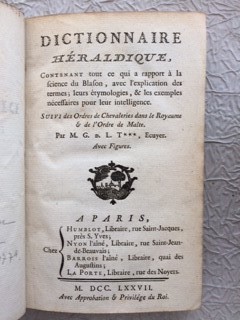 DICTIONNAIRE
HÉRALDIQUE,
CONTENANT tout ce qui a rapport à la
science du Blason, avec l'explication des
termes; leurs étymologies, & les exemples
nécessaires pour leur intelligence.
SUIVI des Ordres de Chevaleries dans le Royaume
& de l'Ordre de Malte.
Par M. G. D. L. T***, Ecuyer.
Avec Figures.
A PARIS,
Chez
HUMBLOT, Libraire, rue Saint-Jacques,
près S. Yves;
NYON l'aîné, Libraire, rue Saint-Jean-
de-Beauvais;
BARROIS l'aîné, Libraire, quai des
Augustins;
LA PORTE, Libraire, rue des Noyers.
M. DCC. LXXVII.
Avec Approbation & Privilége du Roi.